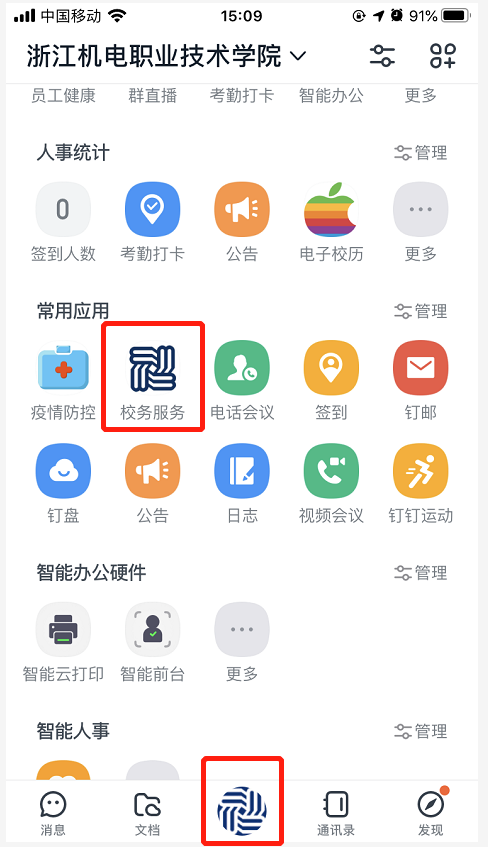 中国移动 15:09 91%
浙江机电职业技术学院
员工健康 群直播 考勤打卡 智能办公 更多
人事统计 管理
0
签到人数 考勤打卡 公告 电子校历 更多
常用应用 管理
疫情防控 校务服务 电话会议 签到 钉邮
钉盘 公告 日志 视频会议 钉钉运动
智能办公硬件 管理
智能云打印 智能前台 更多
智能人事 管理
消息 文档 通讯录 发现